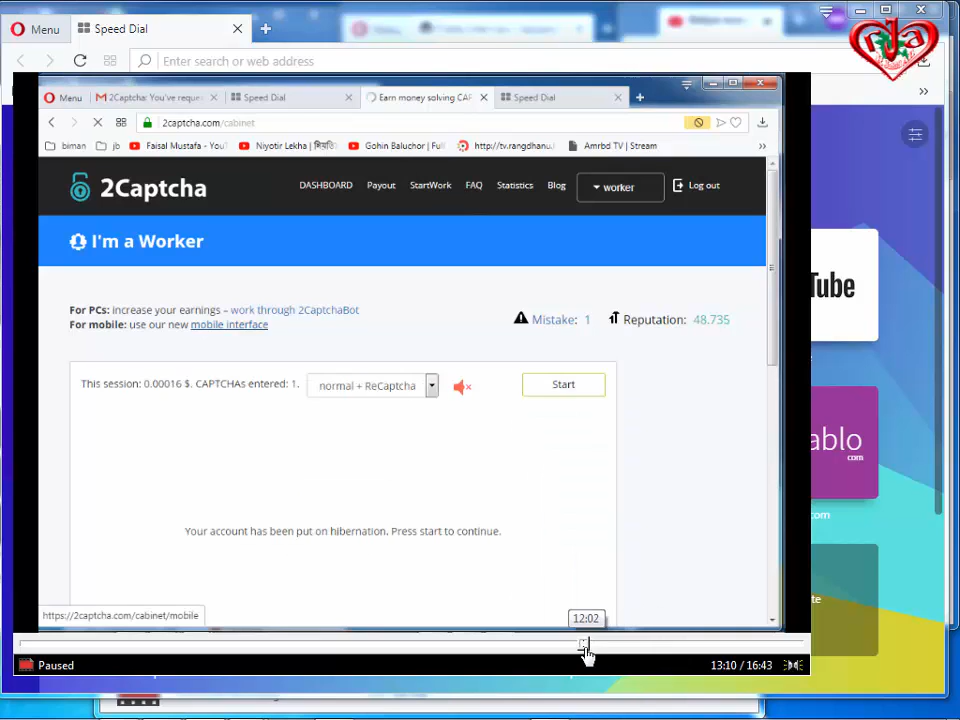 Menu
Speed Dial
Enter search or web address
Menu
2Captcha: You've reques
Speed Dial
Earn money solving CAP
Speed Dial
2captcha.com/cabinet
biman
jb
Faisal Mustafa - You
Niyotir Lekha | নিয়তি
Gohin Baluchor | Full
http://tv.rangdhanu.l
Amrbd TV | Stream
2Captcha
DASHBOARD
Payout
StartWork
FAQ
Statistics
Blog
worker
Log out
I'm a Worker
For PCs: increase your earnings – work through 2CaptchaBot
For mobile: use our new mobile interface
Mistake: 1
Reputation: 48.735
This session: 0.00016 $. CAPTCHAs entered: 1.
normal + ReCaptcha
Start
Your account has been put on hibernation. Press start to continue.
https://2captcha.com/cabinet/mobile
12:02
Paused
13:10 / 16:43
Tube
ablo
com
com
te